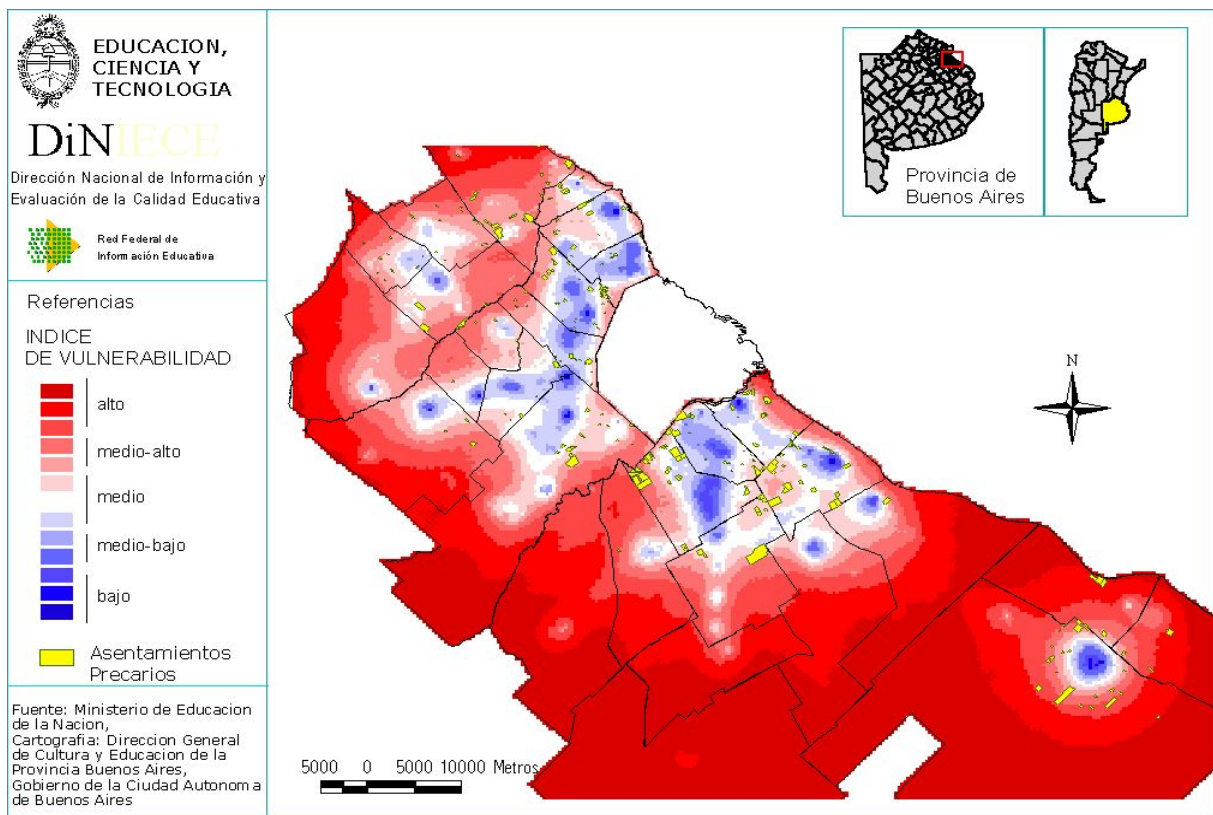 EDUCACION,
CIENCIA Y
TECNOLOGIA
DiNIECE
Dirección Nacional de Información y
Evaluación de la Calidad Educativa
Red Federal de
Información Educativa
Referencias
INDICE
DE VULNERABILIDAD
alto
medio-alto
medio
medio-bajo
bajo
Asentamientos
Precarios
Fuente: Ministerio de Educacion
de la Nacion,
Cartografia: Direccion General
de Cultura y Educacion de la
Provincia Buenos Aires,
Gobierno de la Ciudad Autonoma
de Buenos Aires
Provincia de
Buenos Aires
N
5000 0 5000 10000 Metros